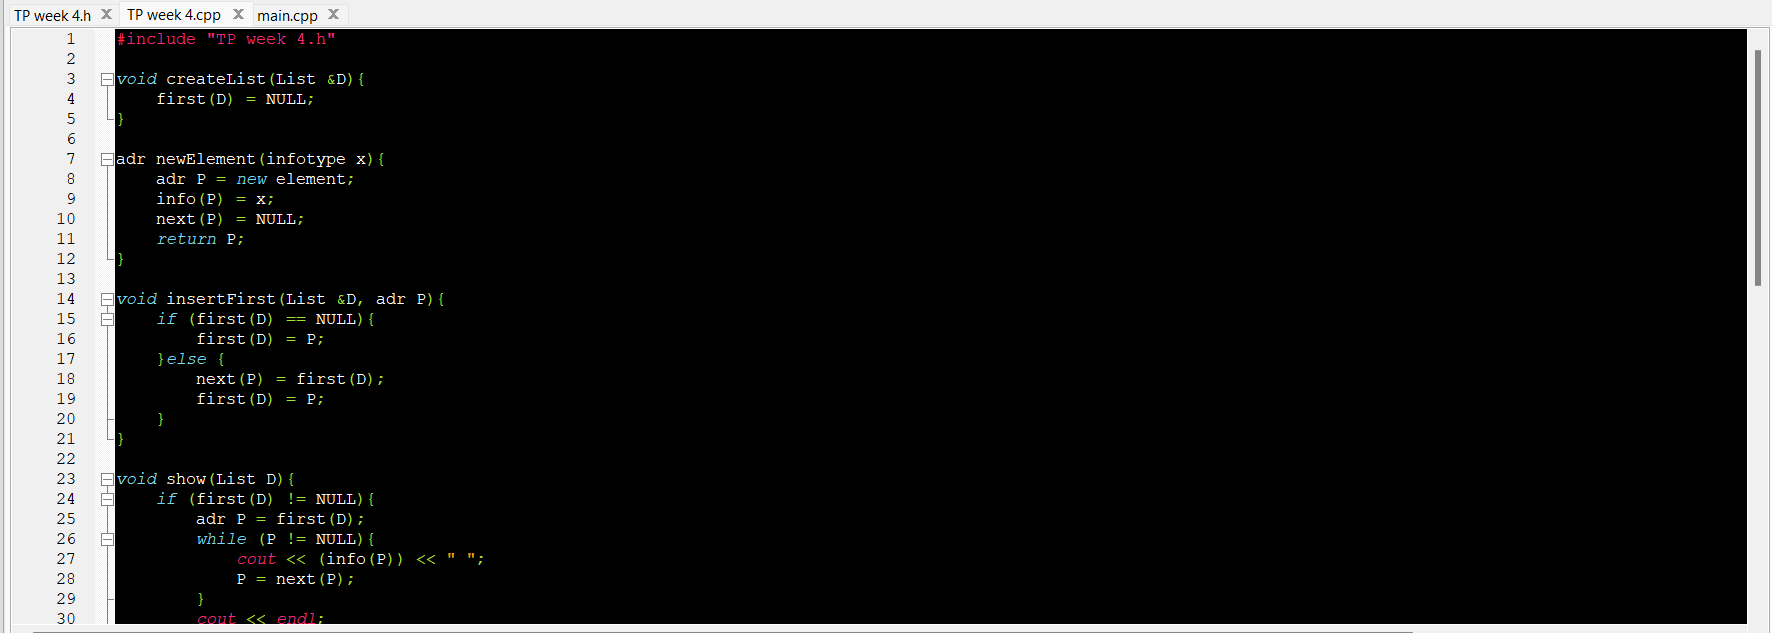 TP week 4.h X TP week 4.cpp X main.cpp X
1 #include "TP week 4.h"
2
3 void createList(List &D){
4     first(D) = NULL;
5 }
6
7 adr newElement(infotype x){
8     adr P = new element;
9     info(P) = x;
10     next(P) = NULL;
11     return P;
12 }
13
14 void insertFirst(List &D, adr P){
15     if (first(D) == NULL){
16         first(D) = P;
17     }else {
18         next(P) = first(D);
19         first(D) = P;
20     }
21 }
22
23 void show(List D){
24     if (first(D) != NULL){
25         adr P = first(D);
26         while (P != NULL){
27             cout << (info(P)) << " ";
28             P = next(P);
29         }
30         cout << endl;